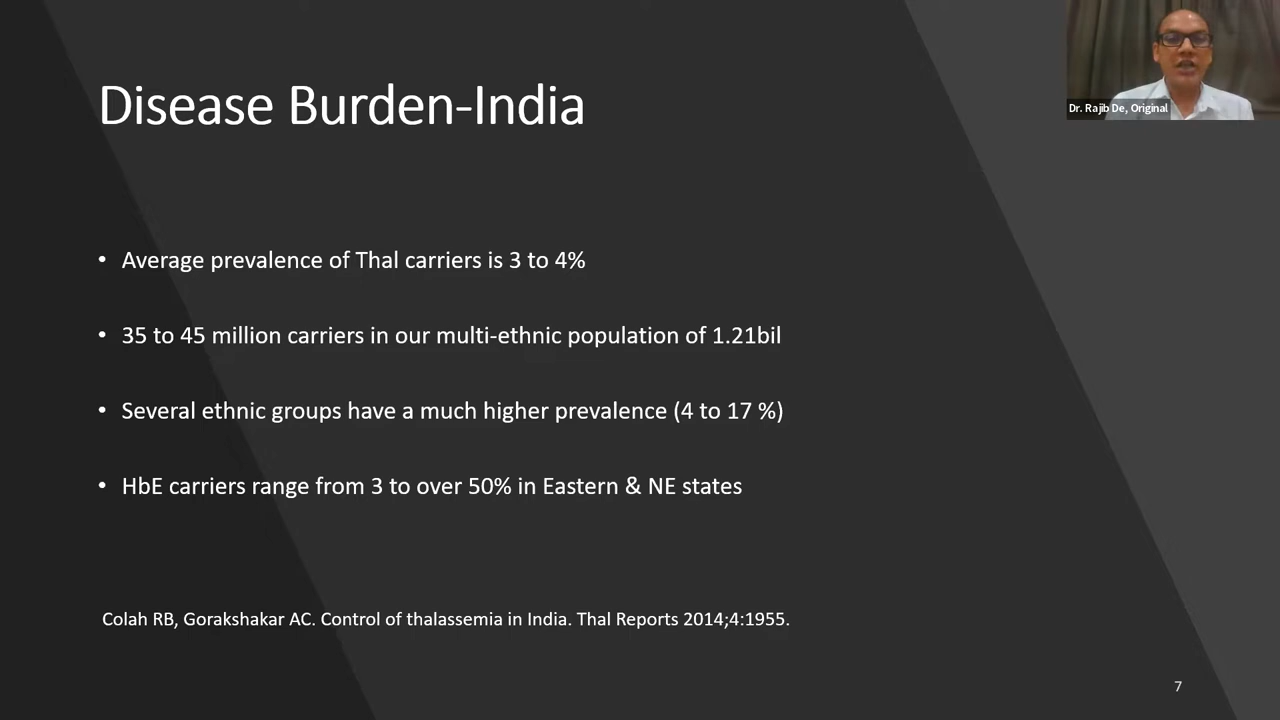 Disease Burden-India
Dr. Rajib De, Original
• Average prevalence of Thal carriers is 3 to 4%
• 35 to 45 million carriers in our multi-ethnic population of 1.21bil
• Several ethnic groups have a much higher prevalence (4 to 17 %)
• HbE carriers range from 3 to over 50% in Eastern & NE states
Colah RB, Gorakshakar AC. Control of thalassemia in India. Thal Reports 2014;4:1955.
7